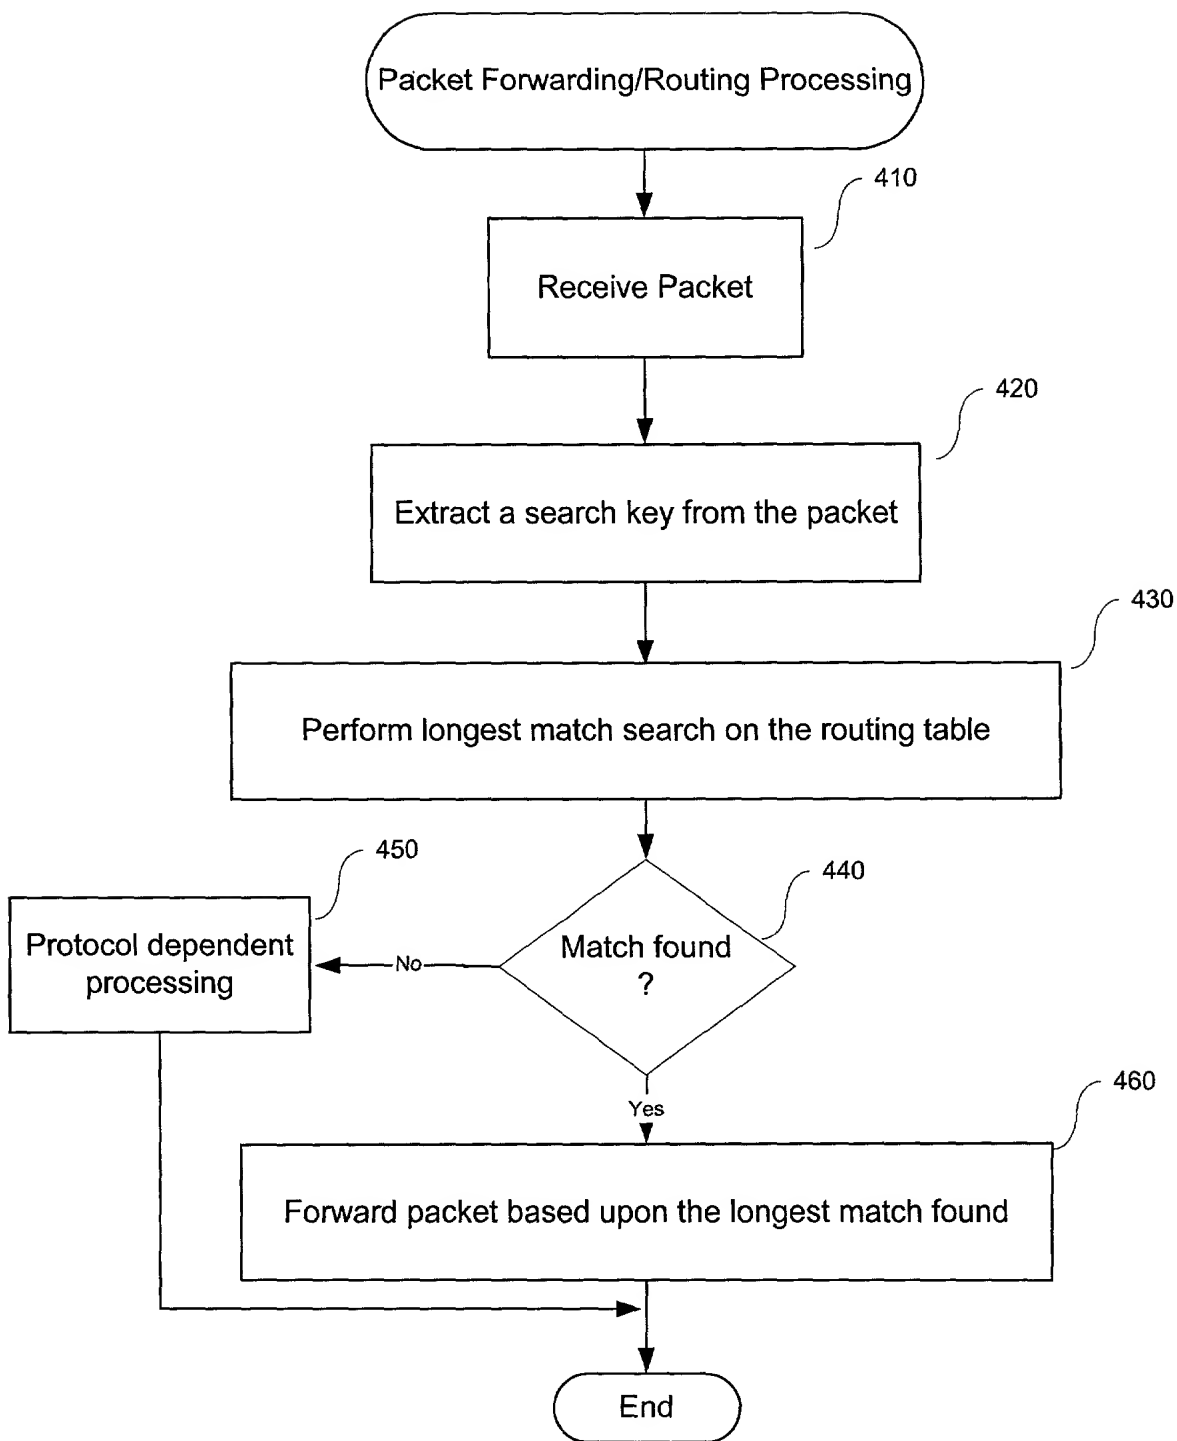 Packet Forwarding/Routing Processing
410
Receive Packet
420
Extract a search key from the packet
430
Perform longest match search on the routing table
450
440
Protocol dependent
processing
No
Match found
?
Yes
460
Forward packet based upon the longest match found
End